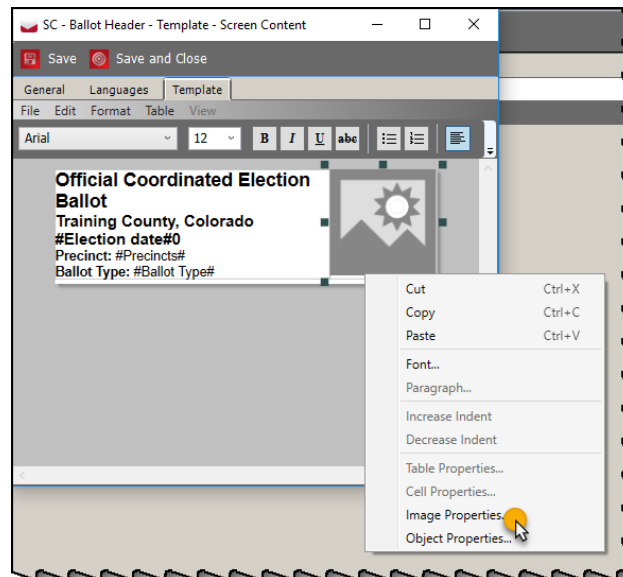 SC - Ballot Header - Template - Screen Content
Save Save and Close
General Languages Template
File Edit Format Table View
Arial 12 B I U abc
Official Coordinated Election
Ballot
Training County, Colorado
#Election date#0
Precinct: #Precincts#
Ballot Type: #Ballot Type#
Cut Ctrl+X
Copy Ctrl+C
Paste Ctrl+V
Font...
Paragraph...
Increase Indent
Decrease Indent
Table Properties...
Cell Properties...
Image Properties...
Object Properties...